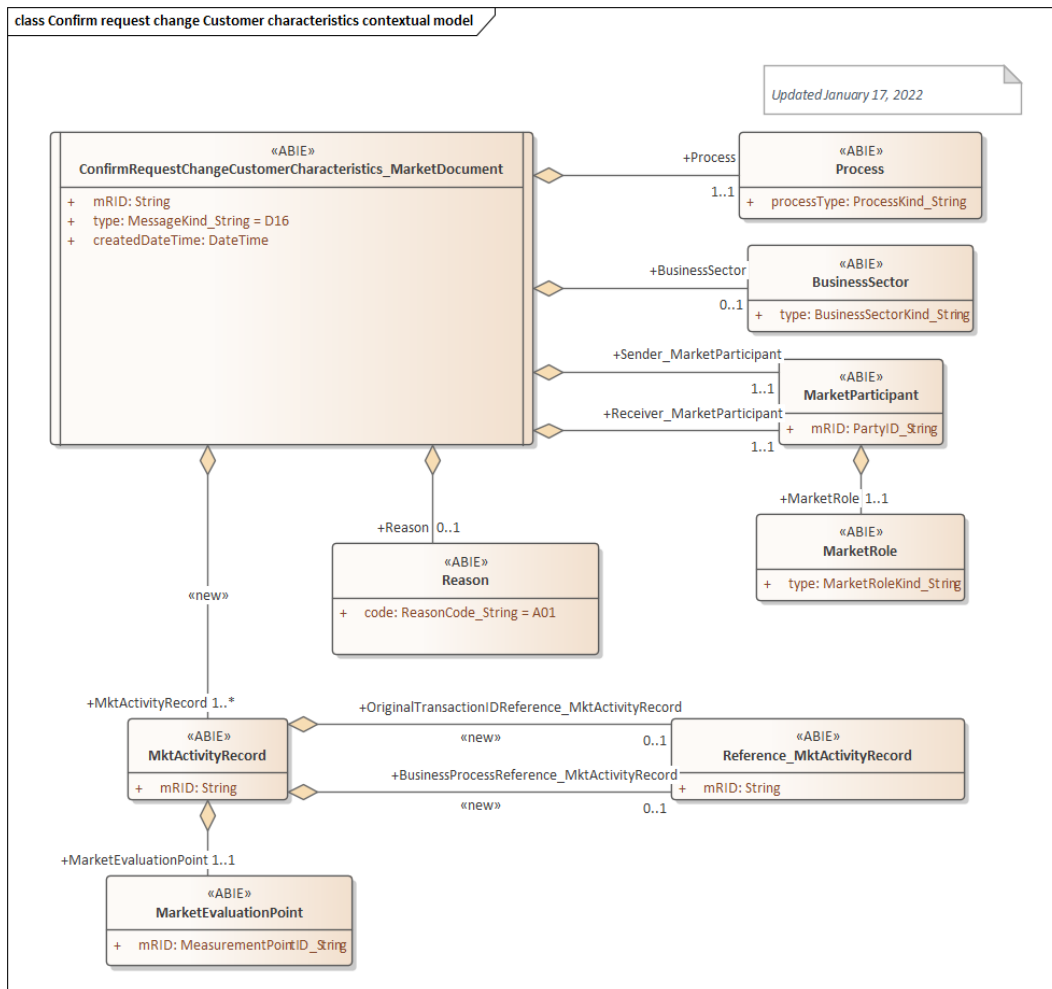 class Confirm request change Customer characteristics contextual model
Updated January 17, 2022
«ABIE»
ConfirmRequestChangeCustomerCharacteristics_MarketDocument
+ mRID: String
+ type: MessageKind_String = D16
+ createdDateTime: DateTime
+Process
1..1
«ABIE»
Process
+ processType: ProcessKind_String
+BusinessSector
0..1
«ABIE»
BusinessSector
+ type: BusinessSectorKind_String
+Sender_MarketParticipant
1..1
+Receiver_MarketParticipant
1..1
«ABIE»
MarketParticipant
+ mRID: PartyID_String
+MarketRole 1..1
«ABIE»
MarketRole
+ type: MarketRoleKind_String
+Reason 0..1
«ABIE»
Reason
+ code: ReasonCode_String = A01
«new»
+MktActivityRecord 1..*
«ABIE»
MktActivityRecord
+ mRID: String
+OriginalTransactionIDReference_MktActivityRecord
«new»
0..1
+BusinessProcessReference_MktActivityRecord
«new»
0..1
«ABIE»
Reference_MktActivityRecord
+ mRID: String
+MarketEvaluationPoint 1..1
«ABIE»
MarketEvaluationPoint
+ mRID: MeasurementPointID_String